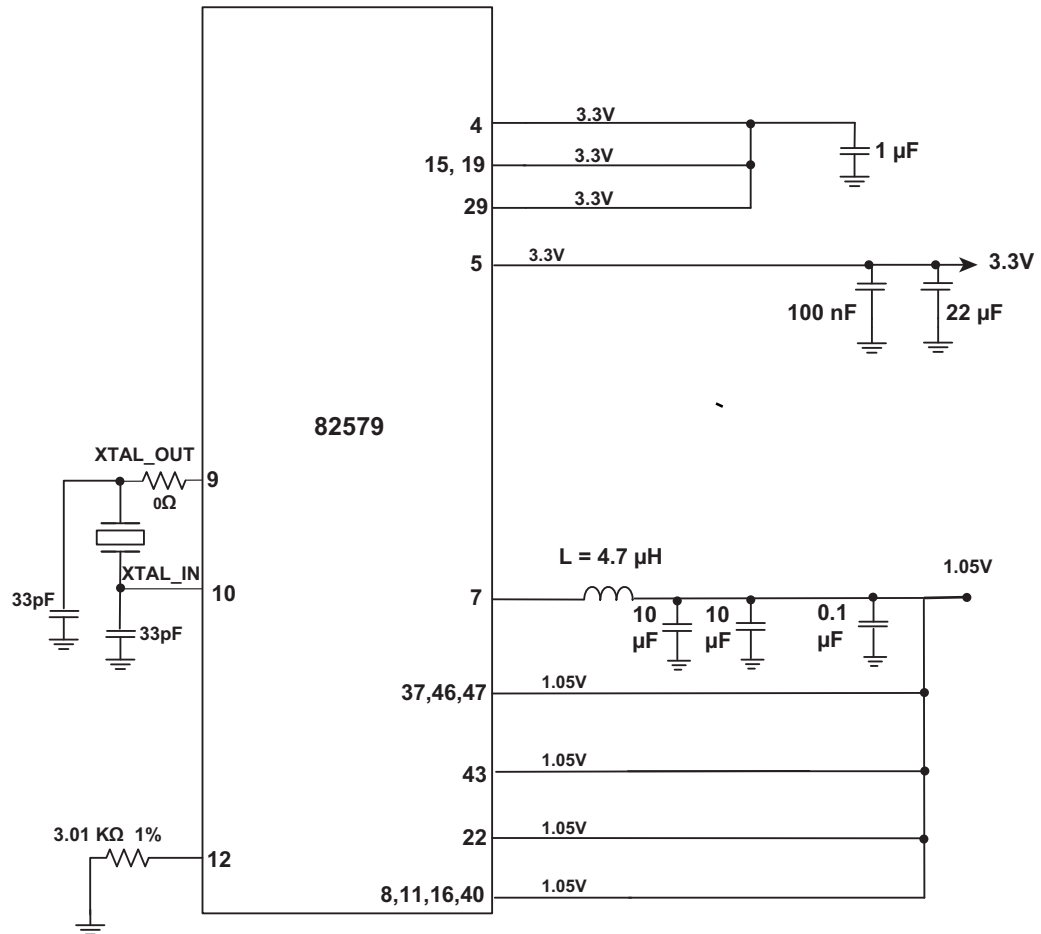 4
3.3V
1 µF
15, 19
3.3V
29
3.3V
5
3.3V
3.3V
100 nF
22 µF
82579
XTAL_OUT
9
0Ω
XTAL_IN
10
33pF
33pF
L = 4.7 µH
1.05V
7
10
µF
10
µF
0.1
µF
37,46,47
1.05V
43
1.05V
22
1.05V
3.01 KΩ 1%
12
8,11,16,40
1.05V